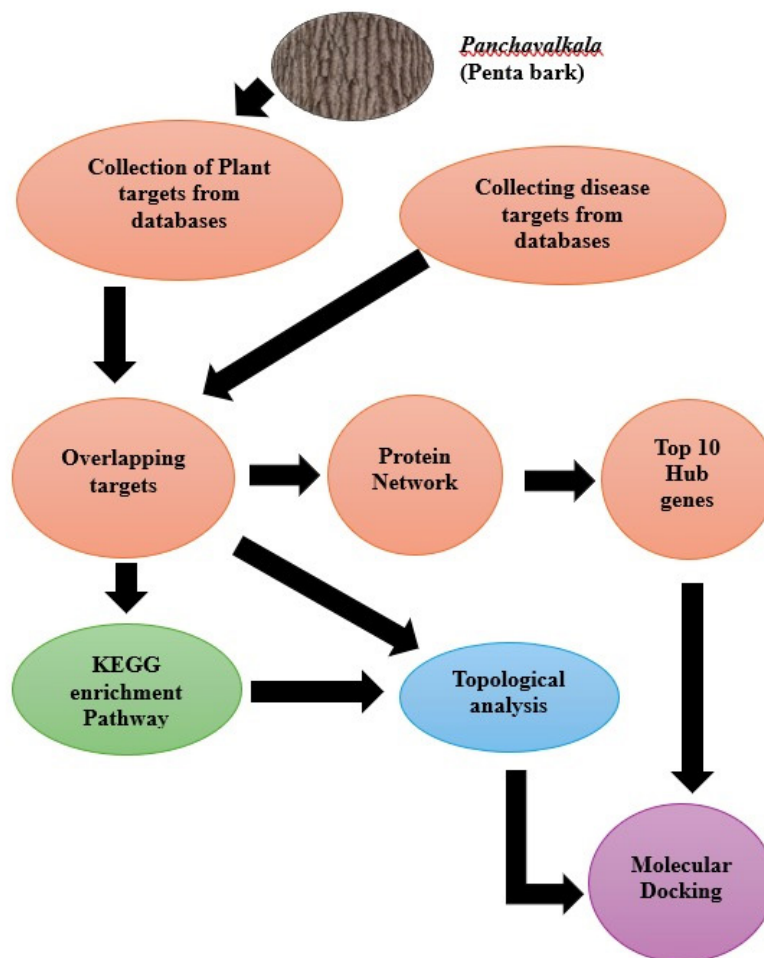 Panchavalkala
(Penta bark)
Collection of Plant
targets from
databases
Collecting disease
targets from
databases
Overlapping
targets
Protein
Network
Top 10
Hub
genes
KEGG
enrichment
Pathway
Topological
analysis
Molecular
Docking